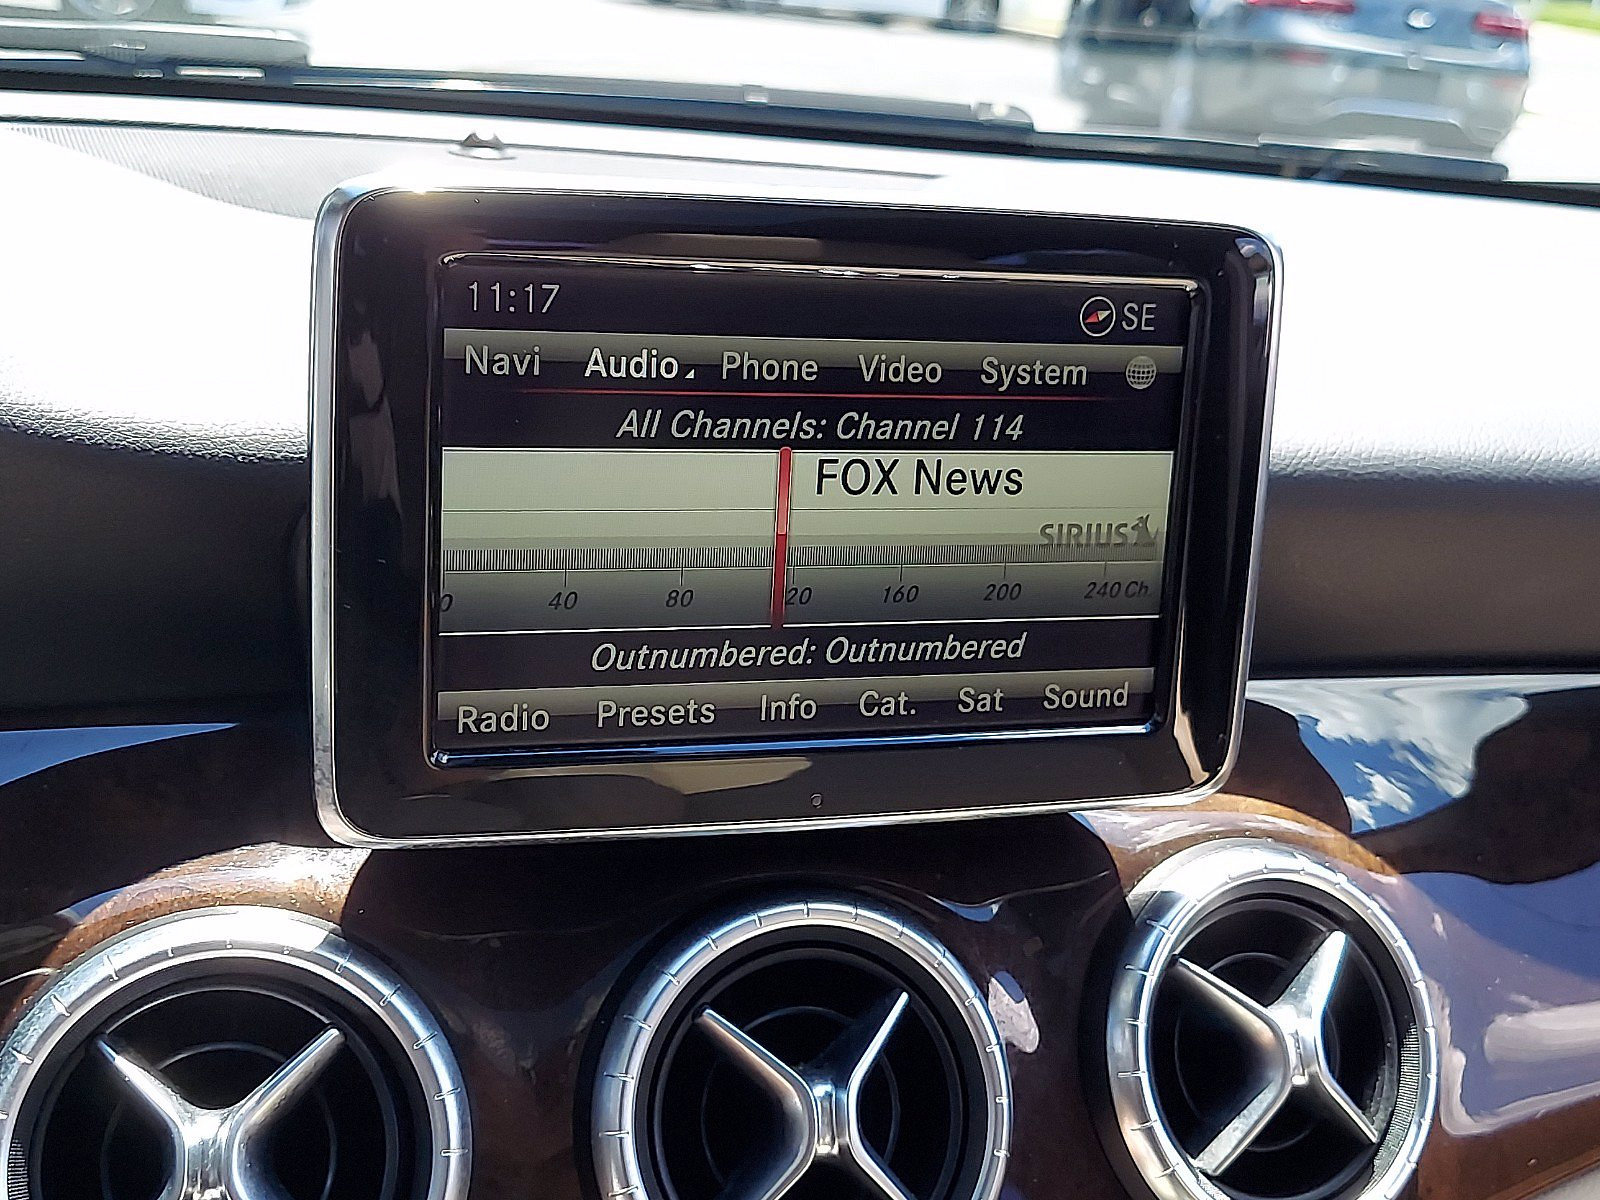 11:17 SE
Navi Audio Phone Video System
All Channels: Channel 114
FOX News
SIRIUS
0 40 80 20 160 200 240 Ch
Outnumbered: Outnumbered
Radio Presets Info Cat. Sat Sound